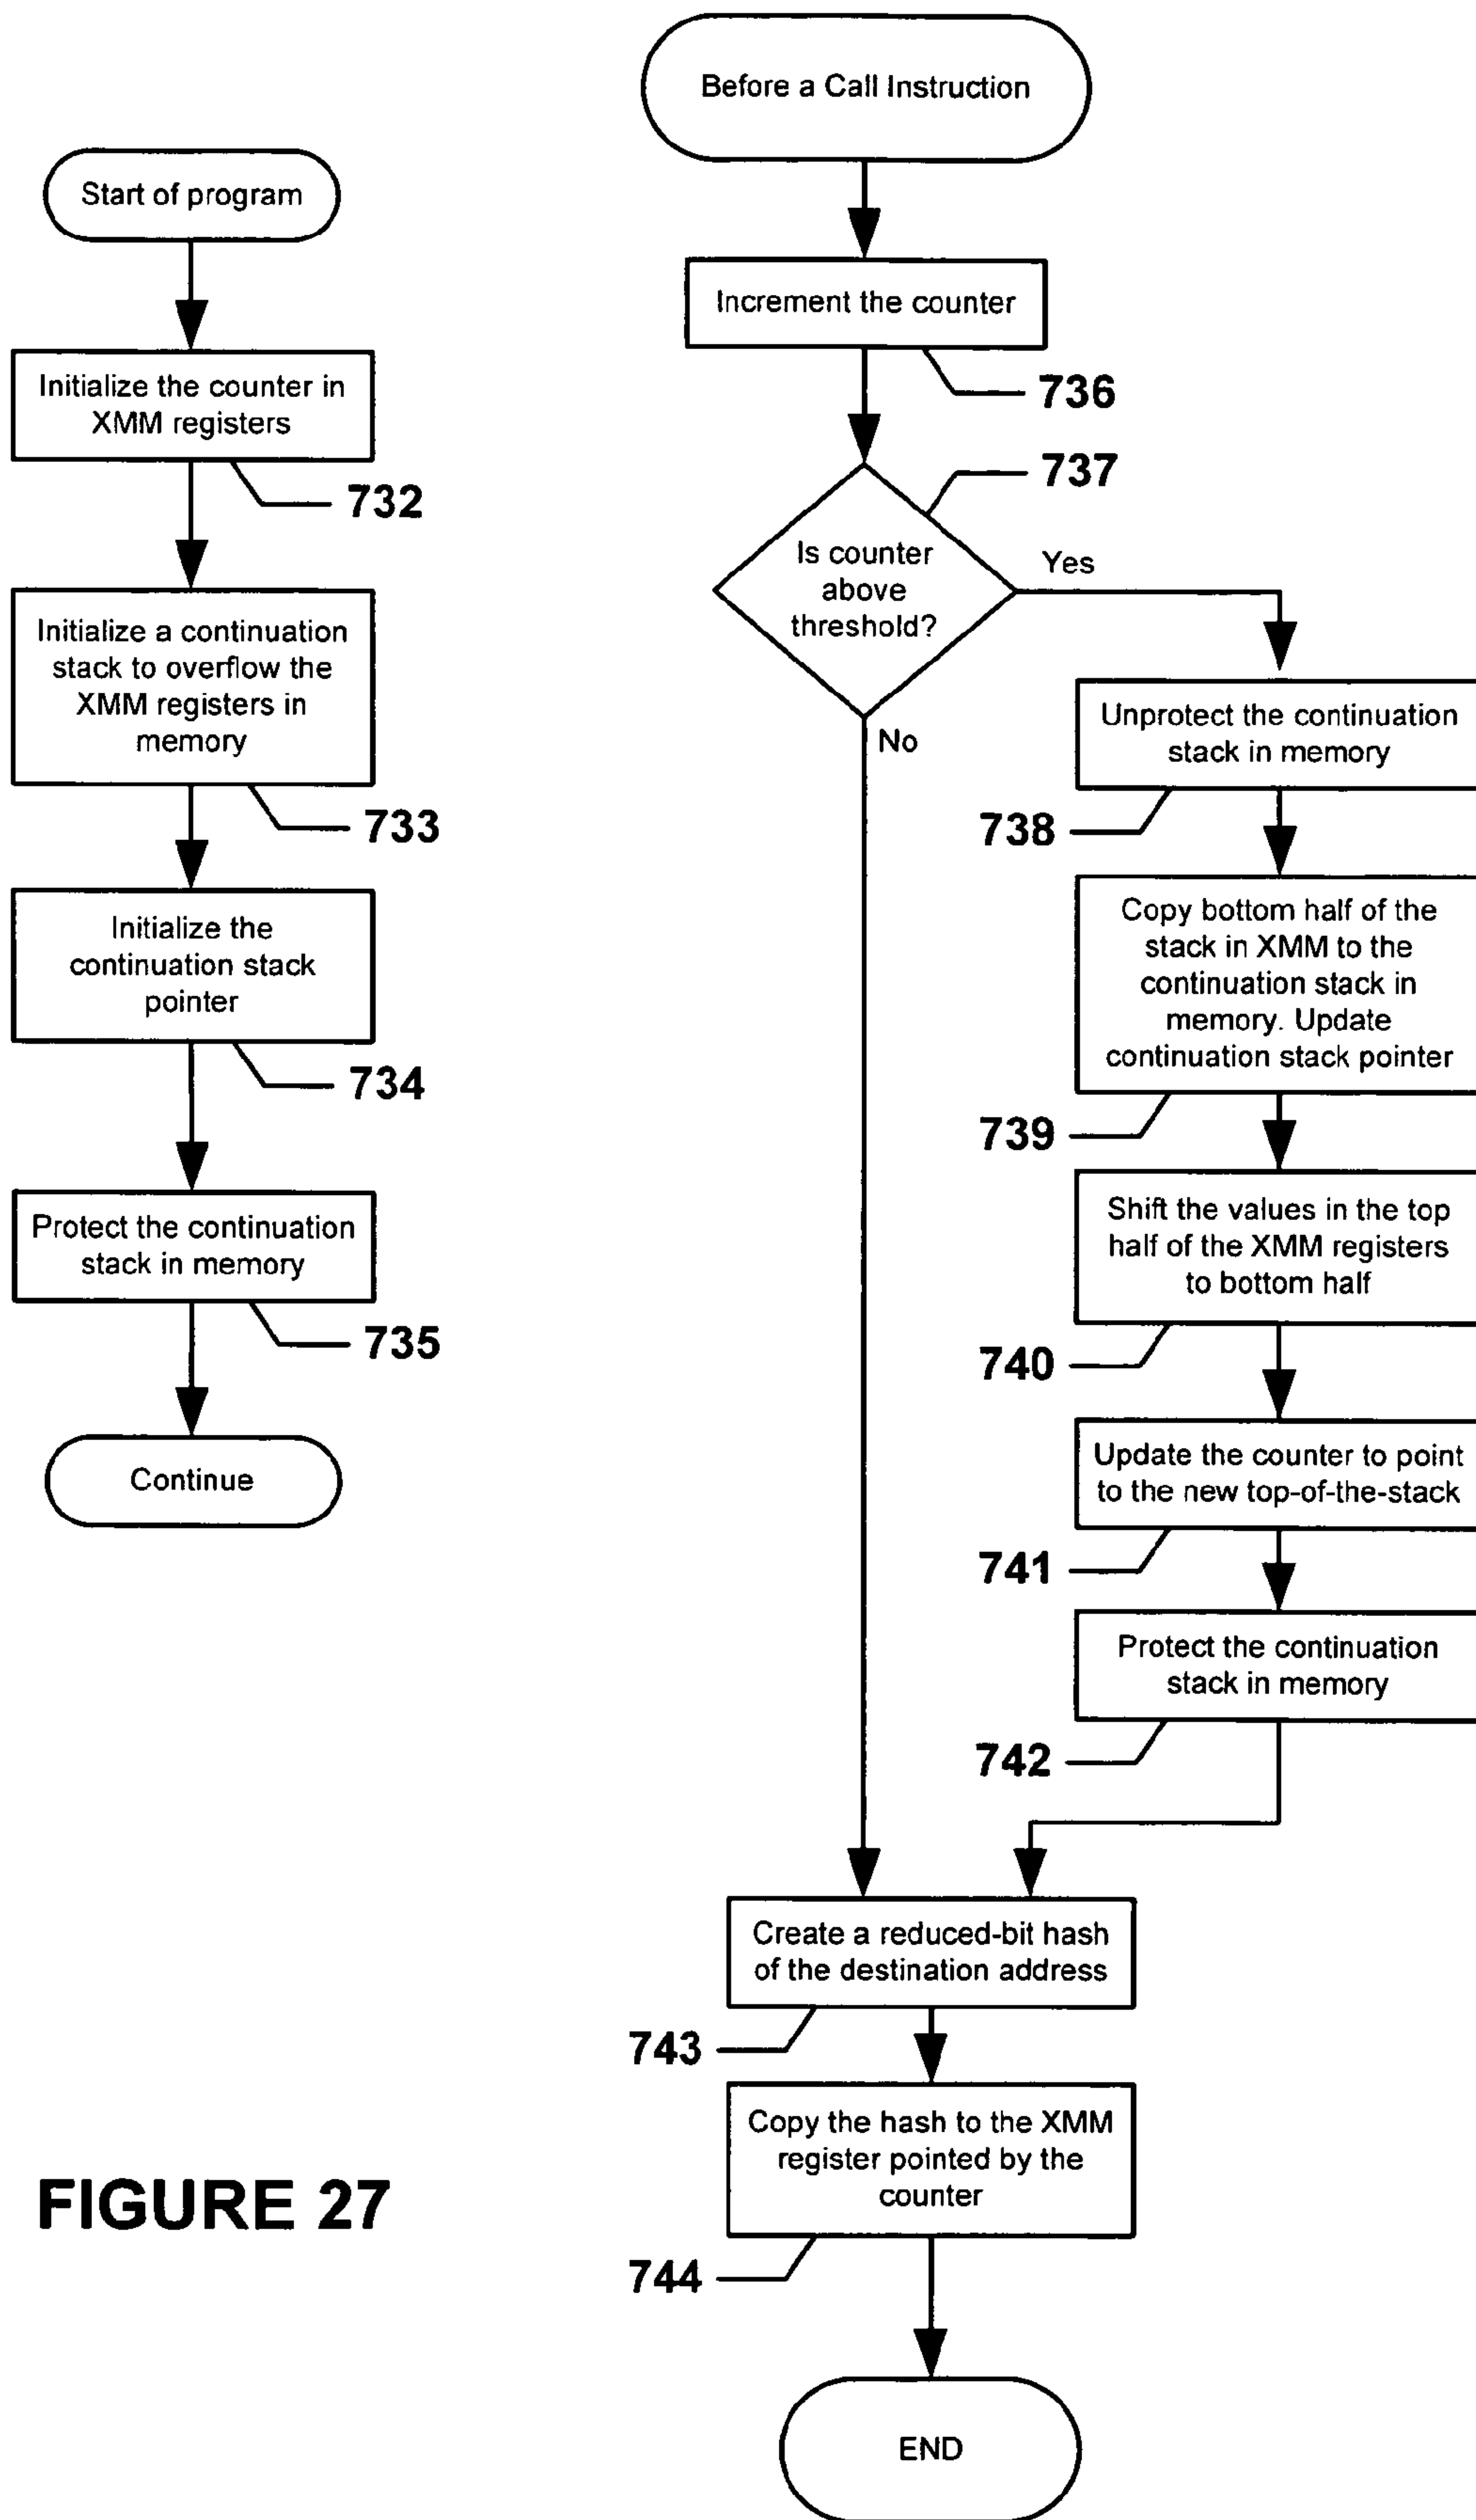 Start of program
Initialize the counter in
XMM registers
732
Initialize a continuation
stack to overflow the
XMM registers in
memory
733
Initialize the
continuation stack
pointer
734
Protect the continuation
stack in memory
735
Continue
Before a Call Instruction
Increment the counter
736
737
Is counter
above
threshold?
Yes
No
Unprotect the continuation
stack in memory
738
Copy bottom half of the
stack in XMM to the
continuation stack in
memory. Update
continuation stack pointer
739
Shift the values in the top
half of the XMM registers
to bottom half
740
Update the counter to point
to the new top-of-the-stack
741
Protect the continuation
stack in memory
742
Create a reduced-bit hash
of the destination address
743
Copy the hash to the XMM
register pointed by the
counter
744
END
FIGURE 27